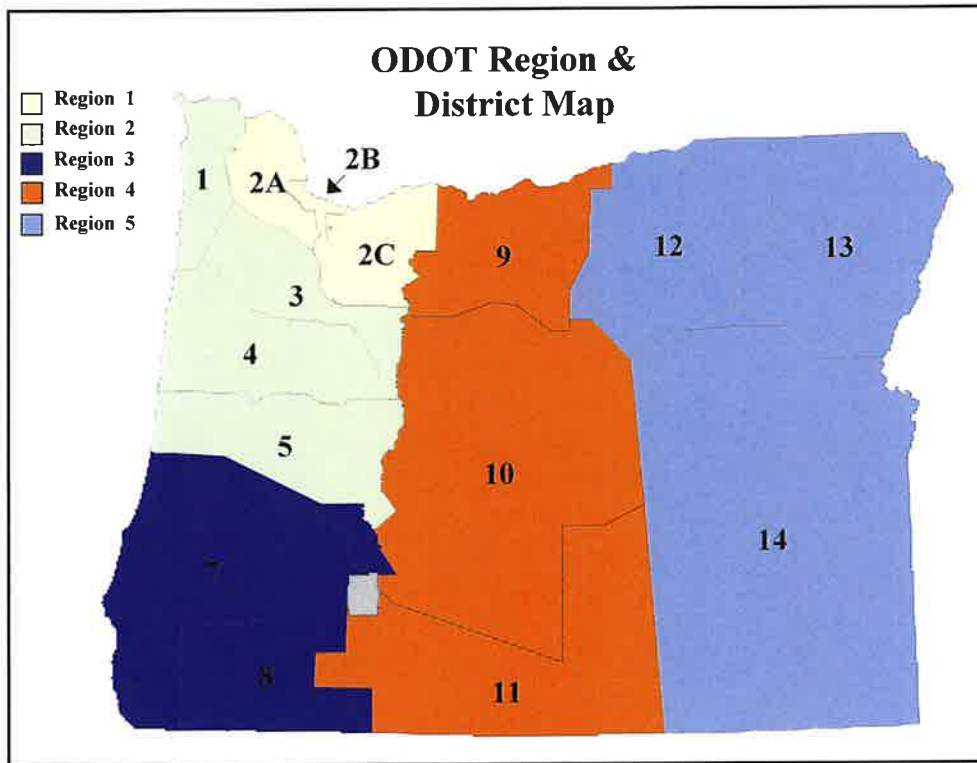 ODOT Region &
District Map
Region 1
Region 2
Region 3
Region 4
Region 5
1
2A
2B
2C
3
4
5
7
8
9
10
11
12
13
14